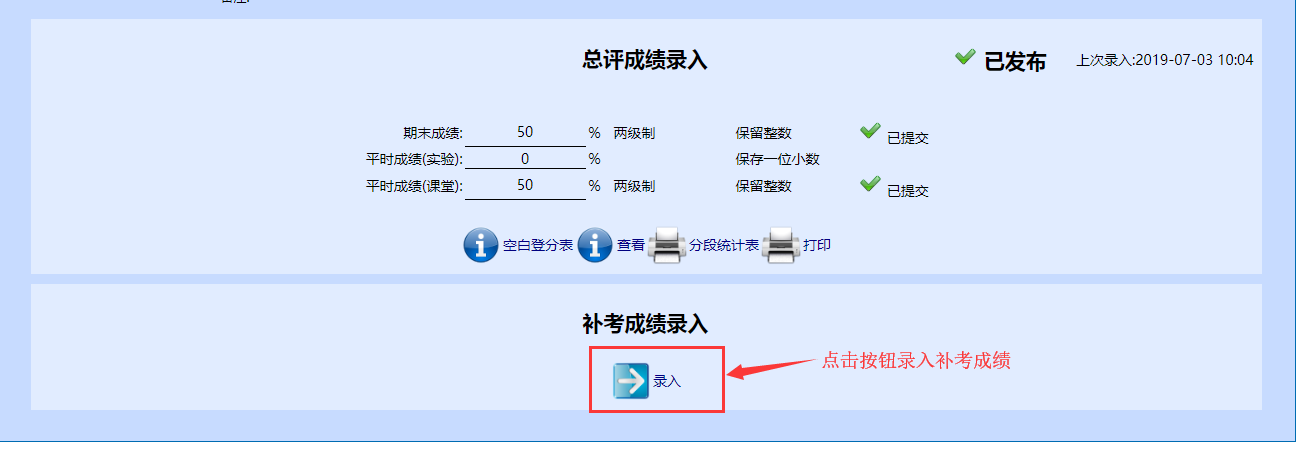 总评成绩录入 已发布 上次录入:2019-07-03 10:04
期末成绩: 50 % 两级制 保留整数 已提交
平时成绩(实验): 0 % 保存一位小数
平时成绩(课堂): 50 % 两级制 保留整数 已提交
空白登分表 查看 分段统计表 打印
补考成绩录入
点击按钮录入补考成绩
录入